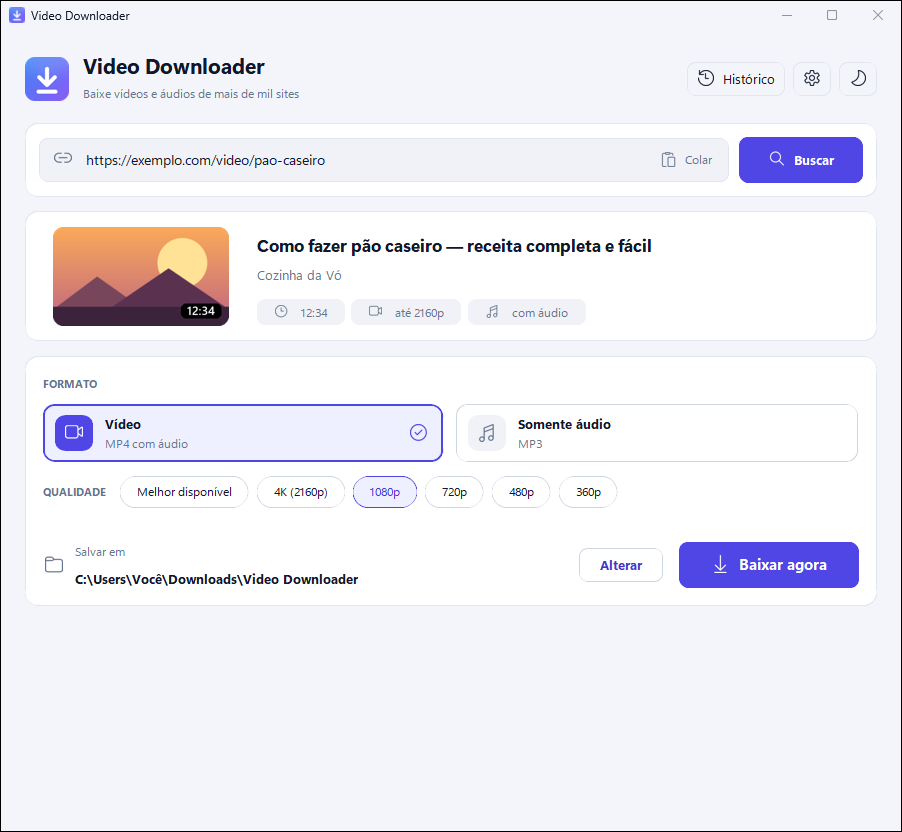 Video Downloader
Video Downloader
Baixe vídeos e áudios de mais de mil sites
Histórico
https://exemplo.com/video/pao-caseiro
Colar
Buscar
12:34
Como fazer pão caseiro — receita completa e fácil
Cozinha da Vó
12:34
até 2160p
com áudio
FORMATO
Vídeo
MP4 com áudio
Somente áudio
MP3
QUALIDADE
Melhor disponível
4K (2160p)
1080p
720p
480p
360p
Salvar em
C:\Users\Você\Downloads\Video Downloader
Alterar
Baixar agora